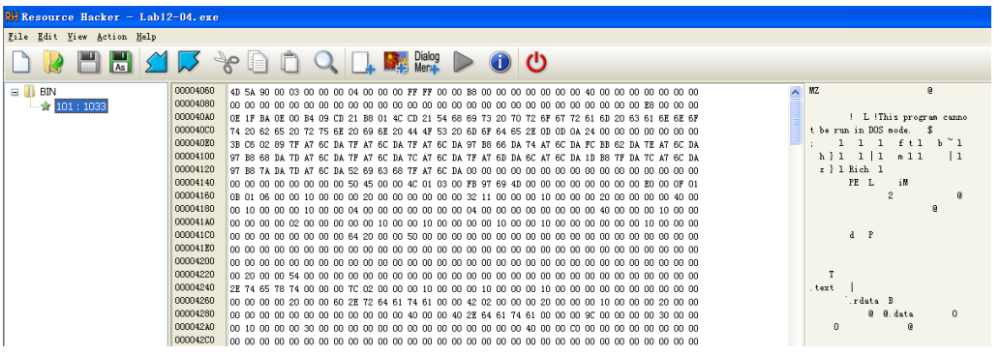 Resource Hacker - Lab12-04.exe
File Edit View Action Help
As Dialog Menu
BIN
101 : 1033
00004060 4D 5A 90 00 03 00 00 00 04 00 00 00 FF FF 00 00 B8 00 00 00 00 00 00 00 40 00 00 00 00 00 00 00 MZ @
00004080 00 00 00 00 00 00 00 00 00 00 00 00 00 00 00 00 00 00 00 00 00 00 00 00 00 00 00 00 E8 00 00 00
000040A0 0E 1F BA 0E 00 B4 09 CD 21 B8 01 4C CD 21 54 68 69 73 20 70 72 6F 67 72 61 6D 20 63 61 6E 6E 6F ! L !This program canno
000040C0 74 20 62 65 20 72 75 6E 20 69 6E 20 44 4F 53 20 6D 6F 64 65 2E 0D 0D 0A 24 00 00 00 00 00 00 00 t be run in DOS mode. $
000040E0 3B C6 02 89 7F A7 6C DA 7F A7 6C DA 7F A7 6C DA 97 B8 66 DA 74 A7 6C DA FC BB 62 DA 7E A7 6C DA ; l l l f t l b ~ l
00004100 97 B8 68 DA 7D A7 6C DA 7F A7 6C DA 7C A7 6C DA 7F A7 6D DA 6C A7 6C DA 1D B8 7F DA 7C A7 6C DA h } l l | l m l l | l
00004120 97 B8 7A DA 7D A7 6C DA 52 69 63 68 7F A7 6C DA 00 00 00 00 00 00 00 00 00 00 00 00 00 00 00 00 z } l Rich l
00004140 00 00 00 00 00 00 00 00 50 45 00 00 4C 01 03 00 FB 97 69 4D 00 00 00 00 00 00 00 00 E0 00 0F 01 PE L iM
00004160 0B 01 06 00 00 10 00 00 00 20 00 00 00 00 00 00 32 11 00 00 00 10 00 00 00 20 00 00 00 00 40 00 2 @
00004180 00 10 00 00 00 10 00 00 04 00 00 00 00 00 00 00 04 00 00 00 00 00 00 00 00 40 00 00 00 10 00 00 @
000041A0 00 00 00 00 02 00 00 00 00 00 10 00 00 10 00 00 00 00 10 00 00 10 00 00 00 00 00 00 10 00 00 00
000041C0 00 00 00 00 00 00 00 00 64 20 00 00 50 00 00 00 00 00 00 00 00 00 00 00 00 00 00 00 00 00 00 00 d P
000041E0 00 00 00 00 00 00 00 00 00 00 00 00 00 00 00 00 00 00 00 00 00 00 00 00 00 00 00 00 00 00 00 00
00004200 00 00 00 00 00 00 00 00 00 00 00 00 00 00 00 00 00 00 00 00 00 00 00 00 00 00 00 00 00 00 00 00
00004220 00 20 00 00 54 00 00 00 00 00 00 00 00 00 00 00 00 00 00 00 00 00 00 00 00 00 00 00 00 00 00 00 T
00004240 2E 74 65 78 74 00 00 00 7C 02 00 00 00 10 00 00 00 10 00 00 00 10 00 00 00 00 00 00 00 00 00 00 .text |
00004260 00 00 00 00 20 00 00 60 2E 72 64 61 74 61 00 00 42 02 00 00 00 20 00 00 00 10 00 00 00 20 00 00 `.rdata B
00004280 00 00 00 00 00 00 00 00 00 00 00 00 40 00 00 40 2E 64 61 74 61 00 00 00 9C 00 00 00 00 30 00 00 @ @.data 0
000042A0 00 10 00 00 00 30 00 00 00 00 00 00 00 00 00 00 00 00 00 00 40 00 00 C0 00 00 00 00 00 00 00 00 0 @
000042C0 00 00 00 00 00 00 00 00 00 00 00 00 00 00 00 00 00 00 00 00 00 00 00 00 00 00 00 00 00 00 00 00